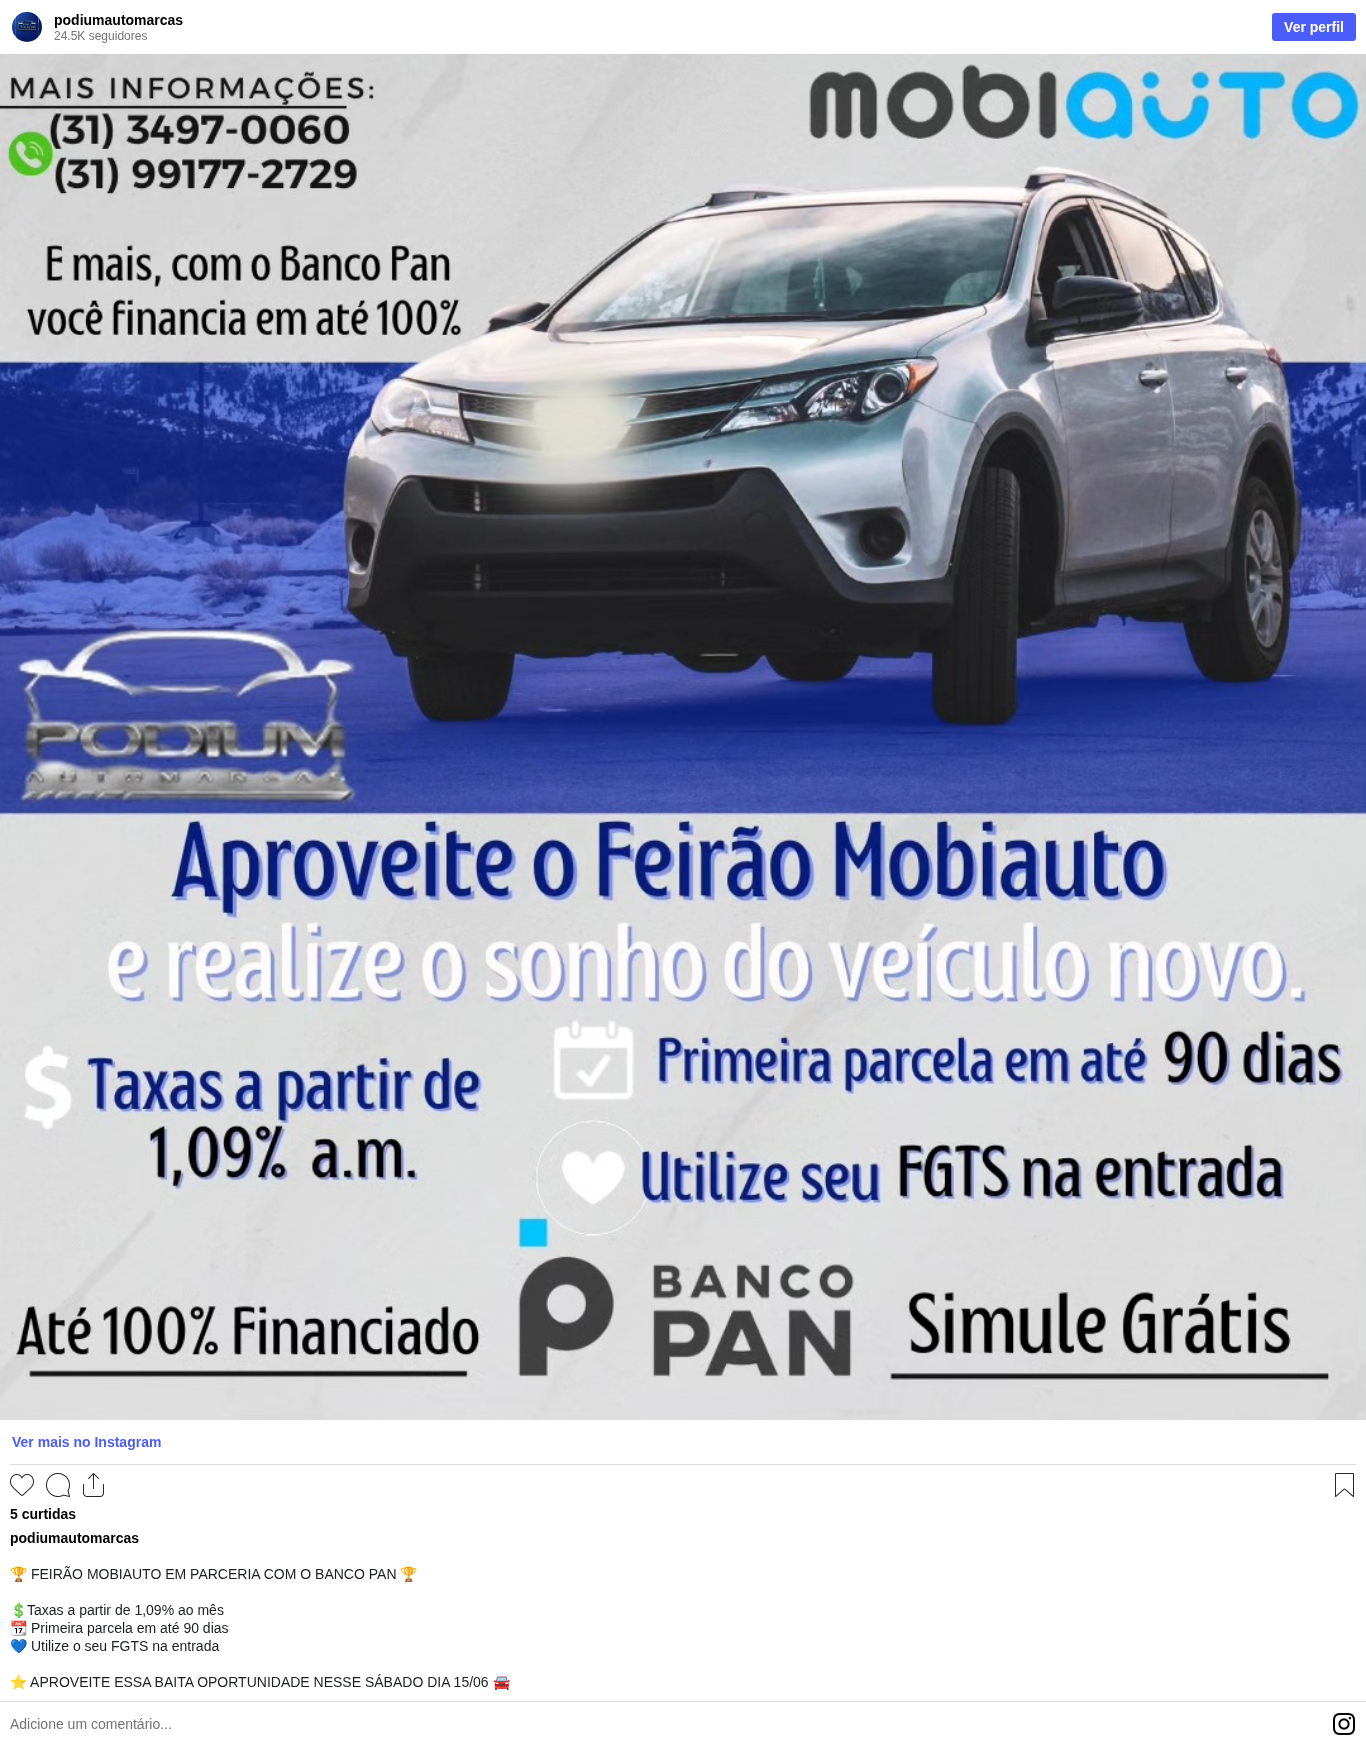 podiumautomarcas
24.5K seguidores
Ver perfil
MAIS INFORMAÇÕES:
(31) 3497-0060
(31) 99177-2729
mobiauto
E mais, com o Banco Pan
você financia em até 100%
PODIUM
AUTOMARCAS
Aproveite o Feirão Mobiauto
e realize o sonho do veículo novo.
$ Taxas a partir de
1,09% a.m.
Primeira parcela em até 90 dias
Utilize seu FGTS na entrada
Até 100% Financiado
BANCO
PAN
Simule Grátis
Ver mais no Instagram
5 curtidas
podiumautomarcas
🏆 FEIRÃO MOBIAUTO EM PARCERIA COM O BANCO PAN 🏆
💲Taxas a partir de 1,09% ao mês
📆 Primeira parcela em até 90 dias
💙 Utilize o seu FGTS na entrada
⭐ APROVEITE ESSA BAITA OPORTUNIDADE NESSE SÁBADO DIA 15/06 🚘
Adicione um comentário...